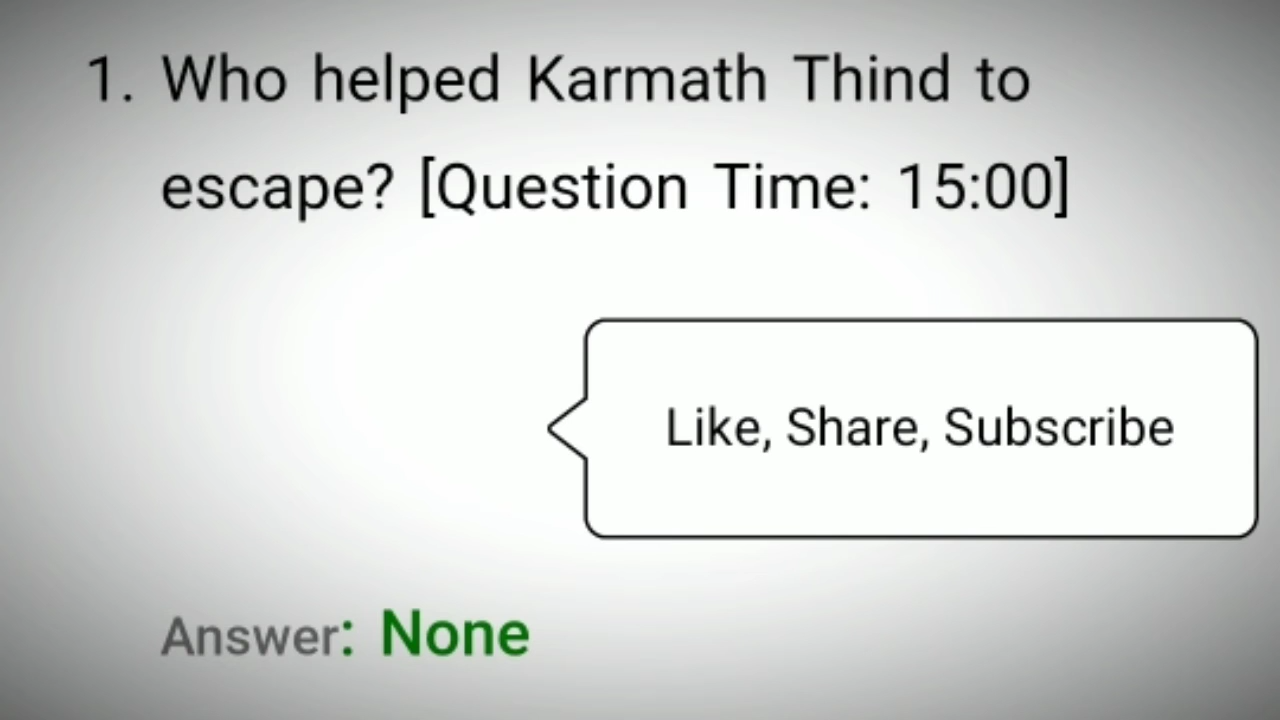 1. Who helped Karmath Thind to
escape? [Question Time: 15:00]
Like, Share, Subscribe
Answer: None